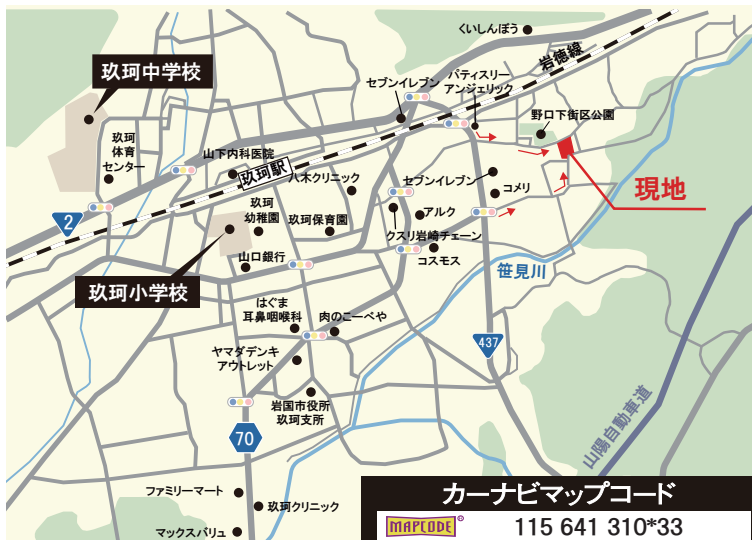 くいしんぼう
岩徳線
玖珂中学校
セブンイレブン
パティスリー
アンジェリック
野口下街区公園
玖珂
体育
センター
山下内科医院
玖珂駅
八木クリニック
セブンイレブン
コメリ
現地
2
玖珂
幼稚園
玖珂保育園
アルク
クスリ岩崎チェーン
コスモス
山口銀行
笹見川
玖珂小学校
はぐま
耳鼻咽喉科
肉のこーべや
437
ヤマダデンキ
アウトレット
岩国市役所
玖珂支所
70
山陽自動車道
ファミリーマート
玖珂クリニック
マックスバリュ
カーナビマップコード
MAPCODE®
115 641 310*33